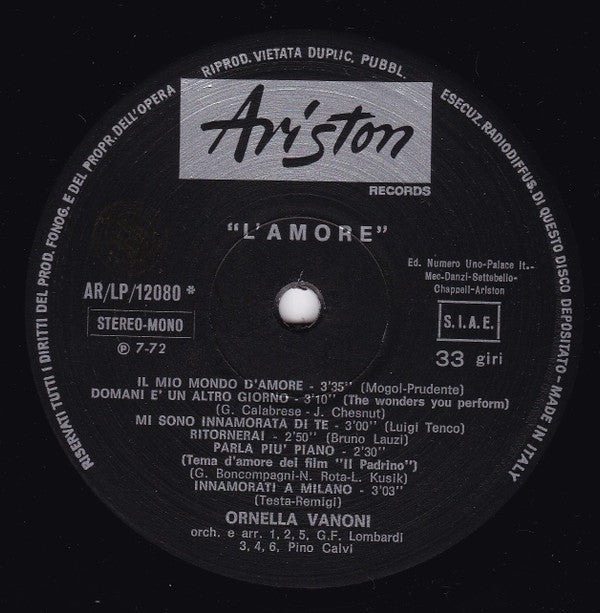 RISERVATI TUTTI I DIRITTI DEL PROD. FONOG. E DEL PROPR. DELL'OPERA
RIPROD. VIETATA DUPLIC. PUBBL.
ESECUZ. RADIODIFFUS. DI QUESTO DISCO DEPOSITATO - MADE IN ITALY
Ariston
RECORDS
"L'AMORE"
AR/LP/12080 *
STEREO-MONO
℗ 7-72
Ed. Numero Uno-Palace It.--
Mec-Danzi-Settebello-
Chappell-Ariston
S.I.A.E.
33 giri
IL MIO MONDO D'AMORE - 3'35" (Mogol-Prudente)
DOMANI E' UN ALTRO GIORNO - 3'10" (The wonders you perform)
(G. Calabrese - J. Chesnut)
MI SONO INNAMORATA DI TE - 3'00" (Luigi Tenco)
RITORNERAI - 2'50" (Bruno Lauzi)
PARLA PIU' PIANO - 2'30"
(Tema d'amore dei film "Il Padrino")
(G. Boncompagni-N. Rota-L. Kusik)
INNAMORATI A MILANO - 3'03"
(Testa-Remigi)
ORNELLA VANONI
orch. e arr. 1, 2, 5, G.F. Lombardi
3, 4, 6, Pino Calvi